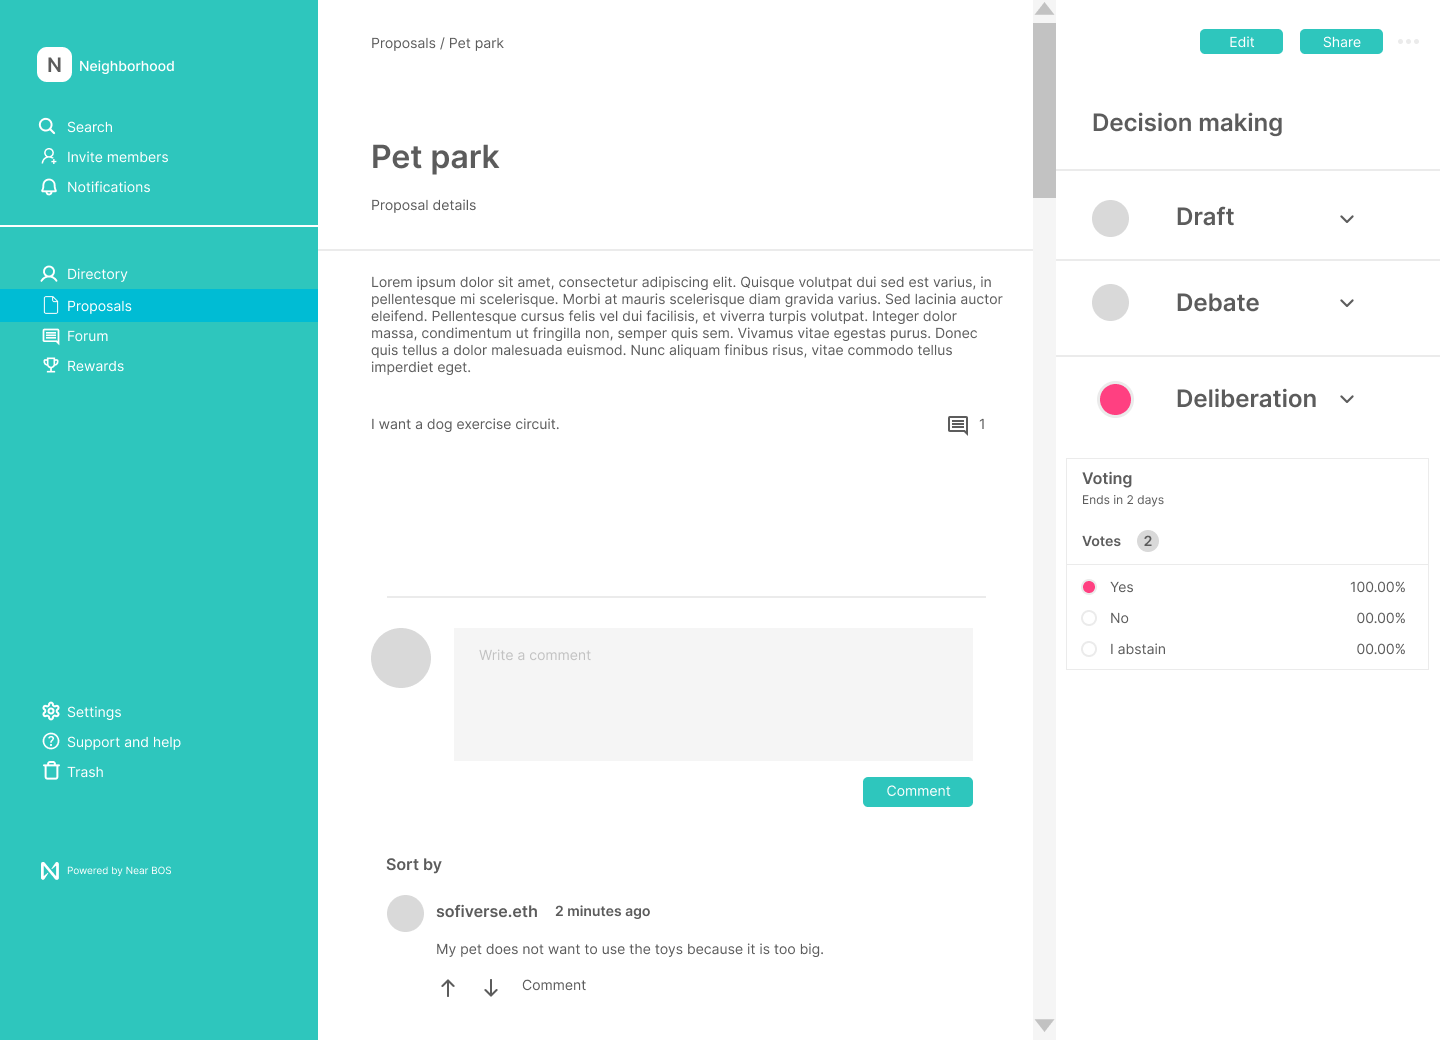 N Neighborhood
Search
Invite members
Notifications
Directory
Proposals
Forum
Rewards
Settings
Support and help
Trash
Powered by Near BOS
Proposals / Pet park
Pet park
Proposal details
Lorem ipsum dolor sit amet, consectetur adipiscing elit. Quisque volutpat dui sed est varius, in
pellentesque mi scelerisque. Morbi at mauris scelerisque diam gravida varius. Sed lacinia auctor
eleifend. Pellentesque cursus felis vel dui facilisis, et viverra turpis volutpat. Integer dolor
massa, condimentum ut fringilla non, semper quis sem. Vivamus vitae egestas purus. Donec
quis tellus a dolor malesuada euismod. Nunc aliquam finibus risus, vitae commodo tellus
imperdiet eget.
I want a dog exercise circuit. 1
Write a comment
Comment
Sort by
sofiverse.eth 2 minutes ago
My pet does not want to use the toys because it is too big.
Comment
Edit Share
Decision making
Draft
Debate
Deliberation
Voting
Ends in 2 days
Votes 2
Yes 100.00%
No 00.00%
I abstain 00.00%